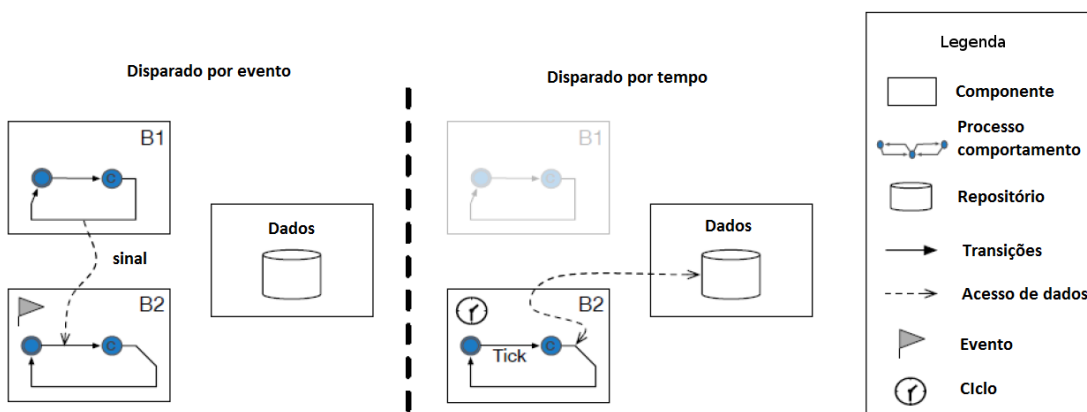 Disparado por evento
B1
C
sinal
B2
C
Dados
Disparado por tempo
B1
C
B2
C
Tick
Dados
Legenda
Componente
Processo
comportamento
Repositório
Transições
Acesso de dados
Evento
CIclo